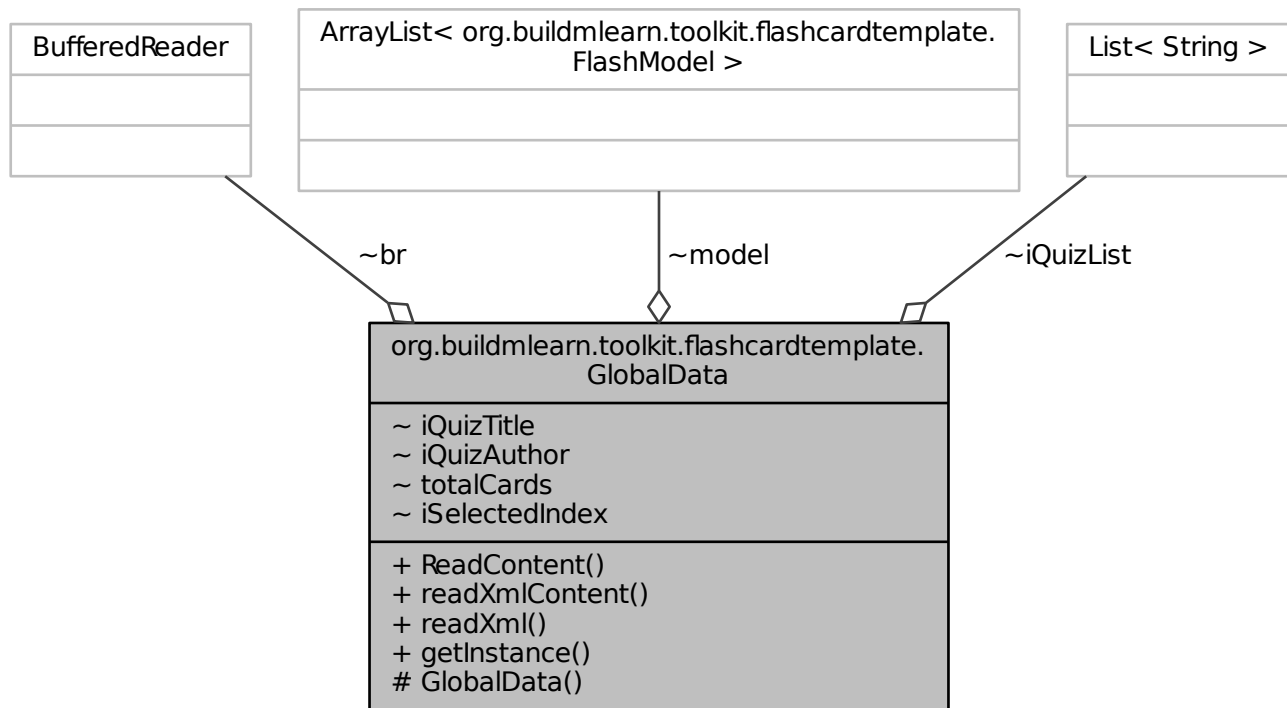 BufferedReader
ArrayList< org.buildmlearn.toolkit.flashcardtemplate.
FlashModel >
List< String >
~br
~model
~iQuizList
org.buildmlearn.toolkit.flashcardtemplate.
GlobalData
~ iQuizTitle
~ iQuizAuthor
~ totalCards
~ iSelectedIndex
+ ReadContent()
+ readXmlContent()
+ readXml()
+ getInstance()
# GlobalData()